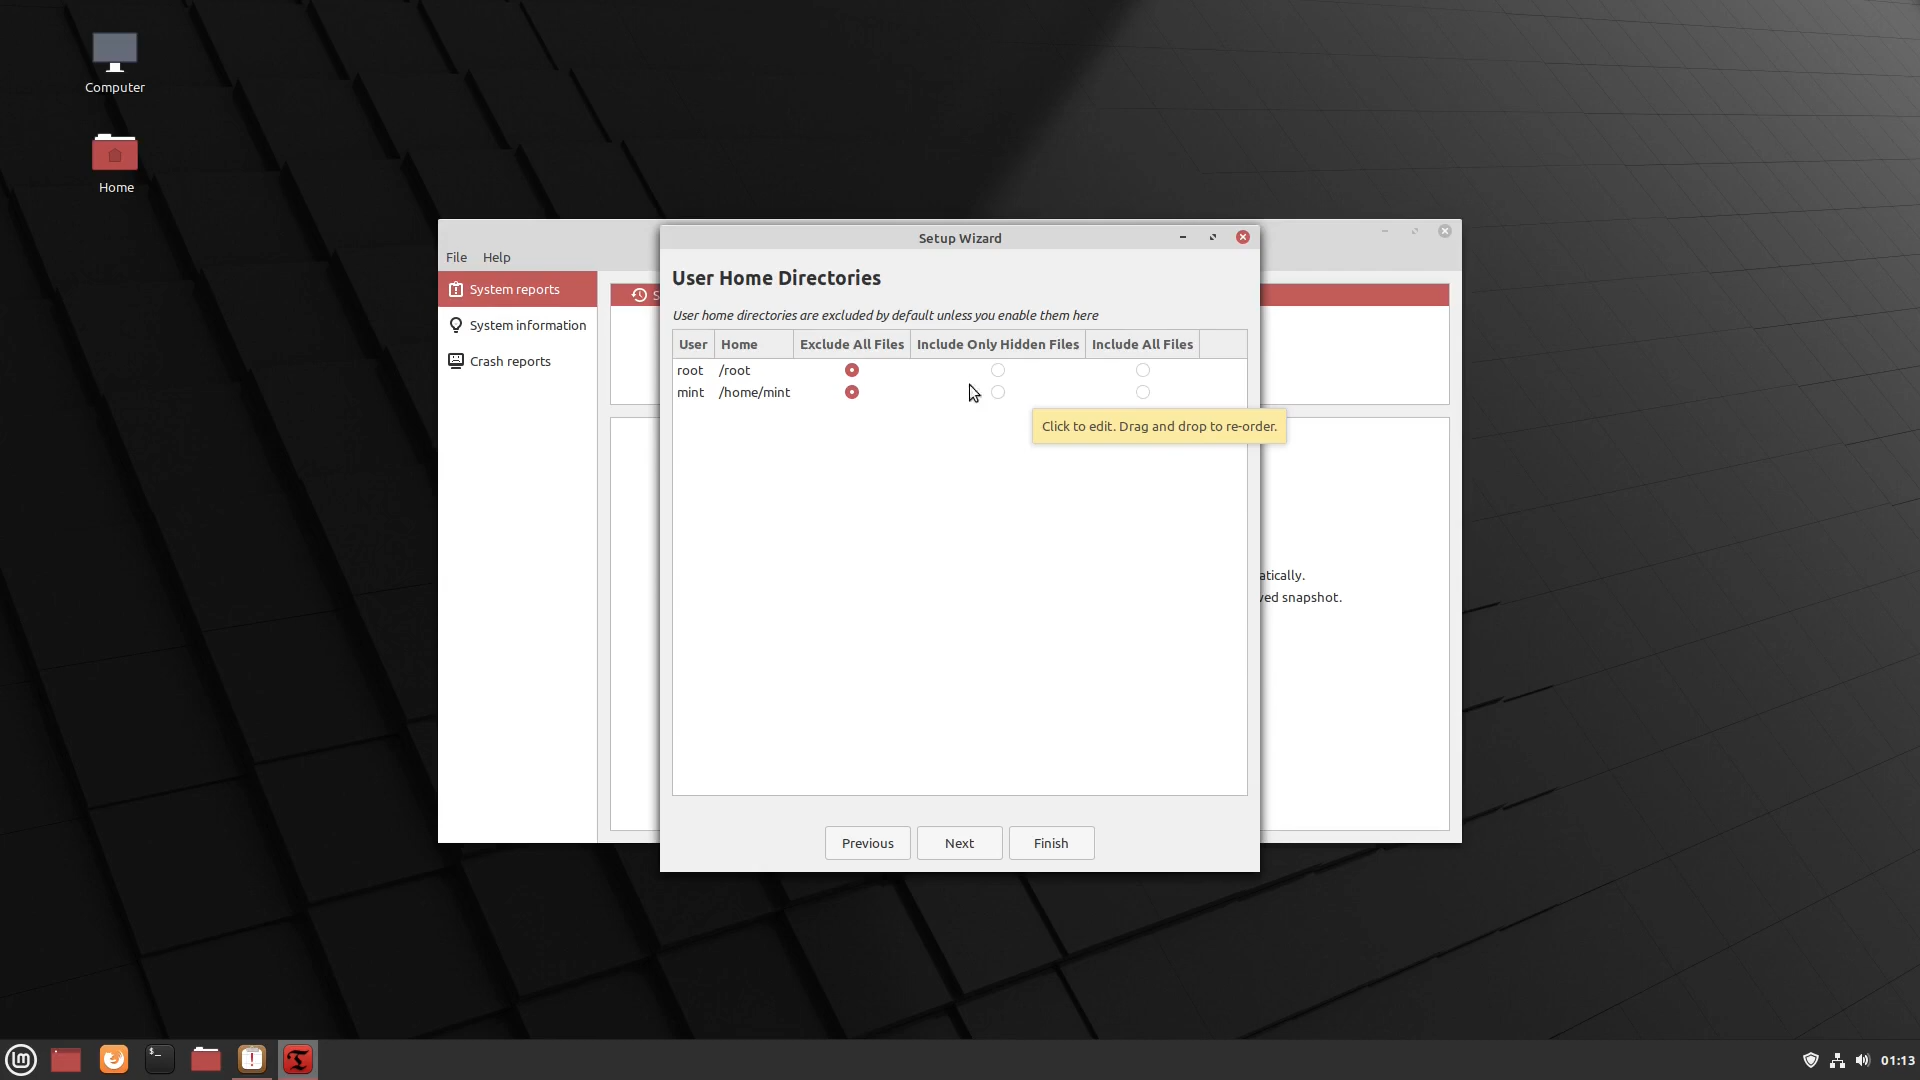 Computer
Home
Setup Wizard
File Help
System reports
System information
Crash reports
S
User Home Directories
User home directories are excluded by default unless you enable them here
User Home Exclude All Files Include Only Hidden Files Include All Files
root /root
mint /home/mint
Click to edit. Drag and drop to re-order.
atically.
ved snapshot.
Previous Next Finish
lm
$_
01:13